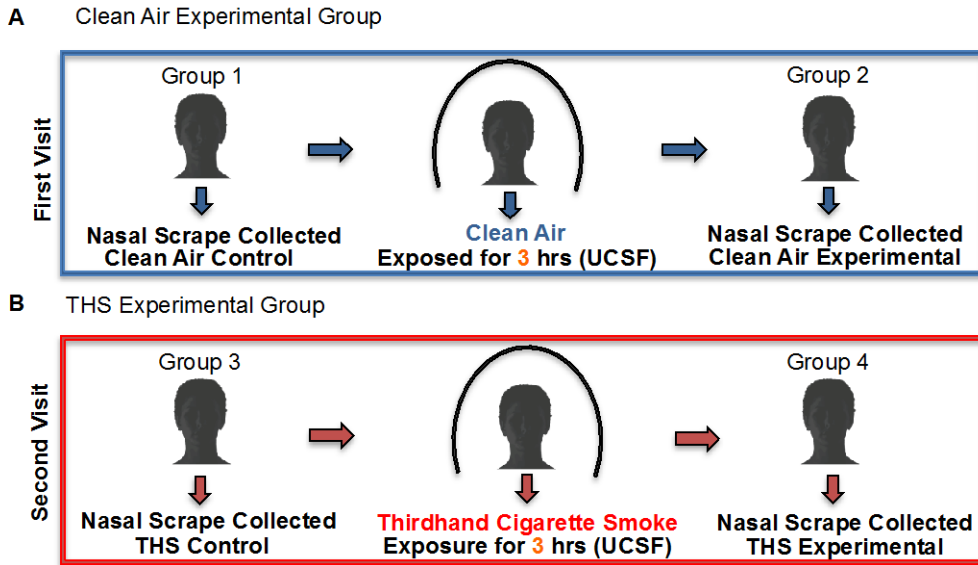 A Clean Air Experimental Group
First Visit
Group 1
Group 2
Nasal Scrape Collected
Clean Air Control
Clean Air
Exposed for 3 hrs (UCSF)
Nasal Scrape Collected
Clean Air Experimental
B THS Experimental Group
Second Visit
Group 3
Group 4
Nasal Scrape Collected
THS Control
Thirdhand Cigarette Smoke
Exposure for 3 hrs (UCSF)
Nasal Scrape Collected
THS Experimental